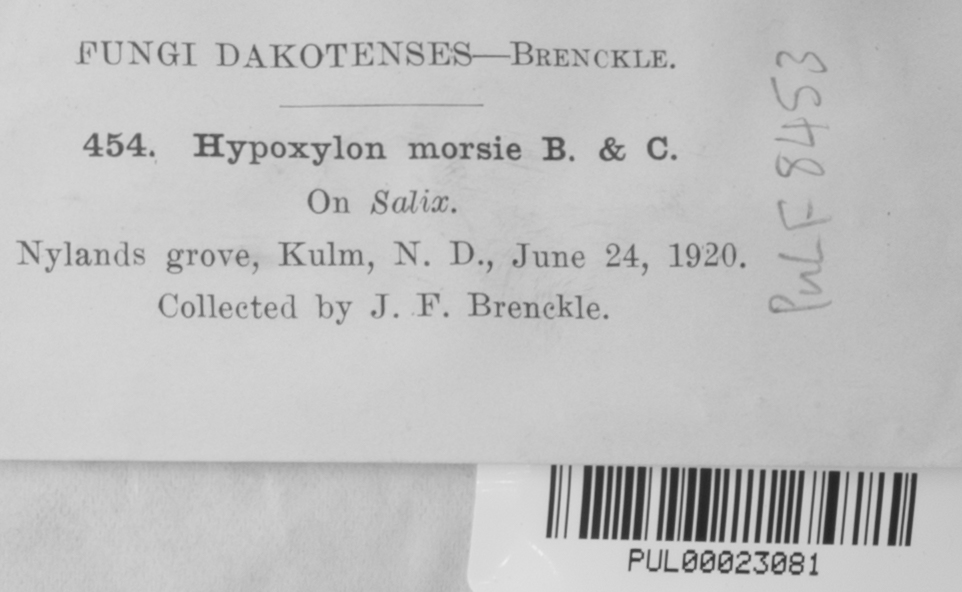 FUNGI DAKOTENSES—BRENCKLE.
454. Hypoxylon morsie B. & C.
On Salix.
Nylands grove, Kulm, N. D., June 24, 1920.
Collected by J. F. Brenckle.
PUL F 8453
PUL00023081